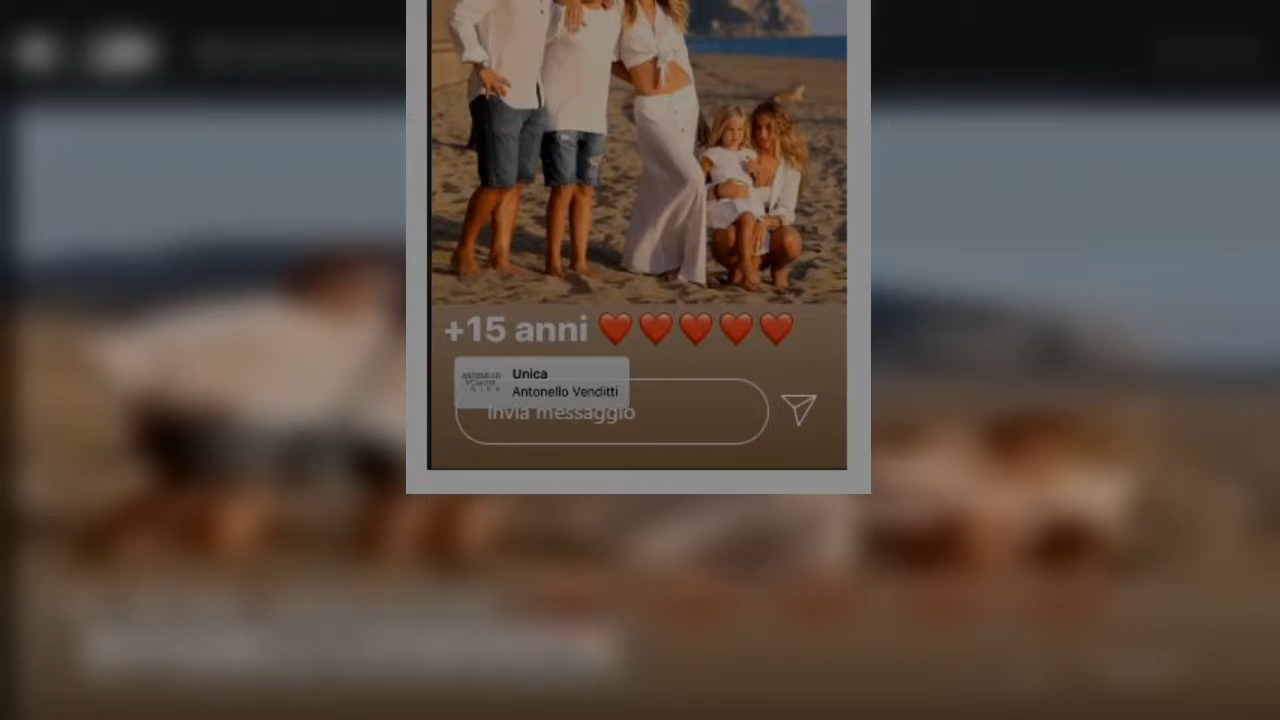 +15 anni ❤️❤️❤️❤️❤️
Unica
Antonello Venditti
Invia messaggio